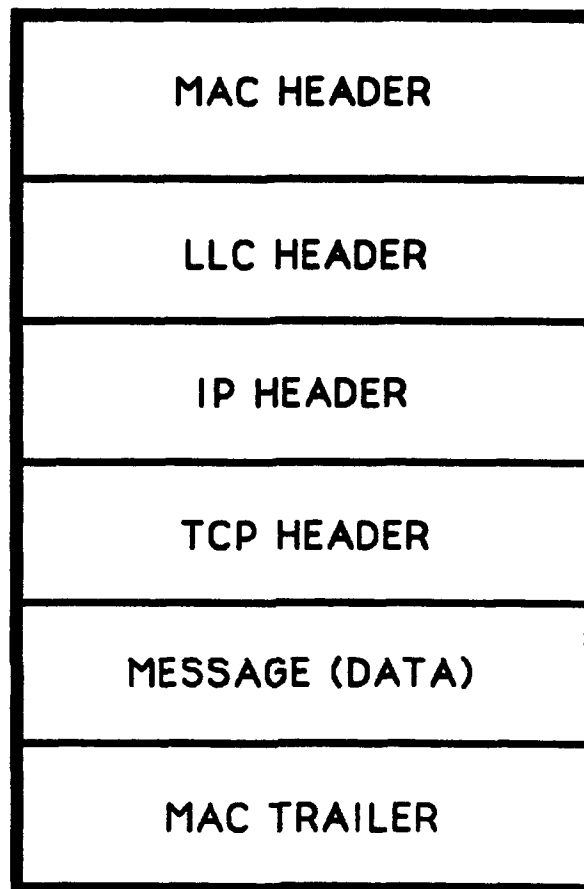 MAC HEADER
LLC HEADER
IP HEADER
TCP HEADER
MESSAGE (DATA)
MAC TRAILER